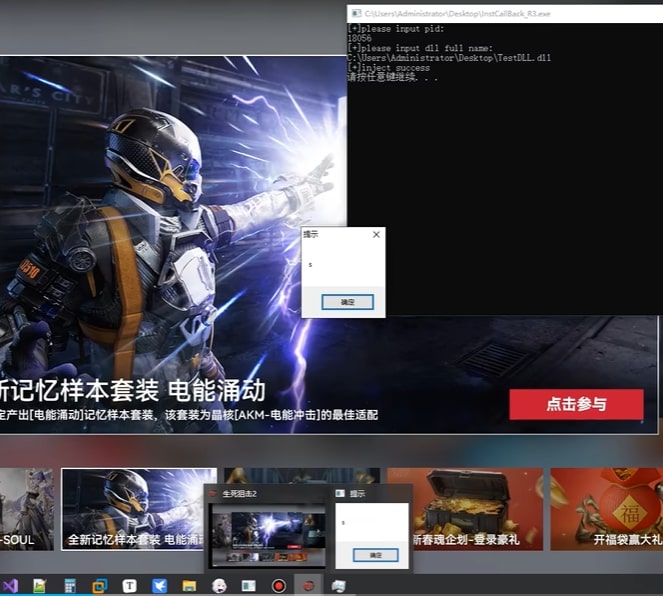 C:\Users\Administrator\Desktop\InstCallBack_R3.exe
[+]please input pid:
18056
[+]please input dll full name:
C:\Users\Administrator\Desktop\TestDLL.dll
[+]inject success
请按任意键继续. . .
AR'S CITY
0510
提示
s
确定
新记忆样本套装 电能涌动
定产出[电能涌动]记忆样本套装，该套装为晶核[AKM-电能冲击]的最佳适配
点击参与
-SOUL
全新记忆样本套装 电能涌
新春魂企划-登录豪礼
福
开福袋赢大礼
生死狙击2
提示
s
确定
T